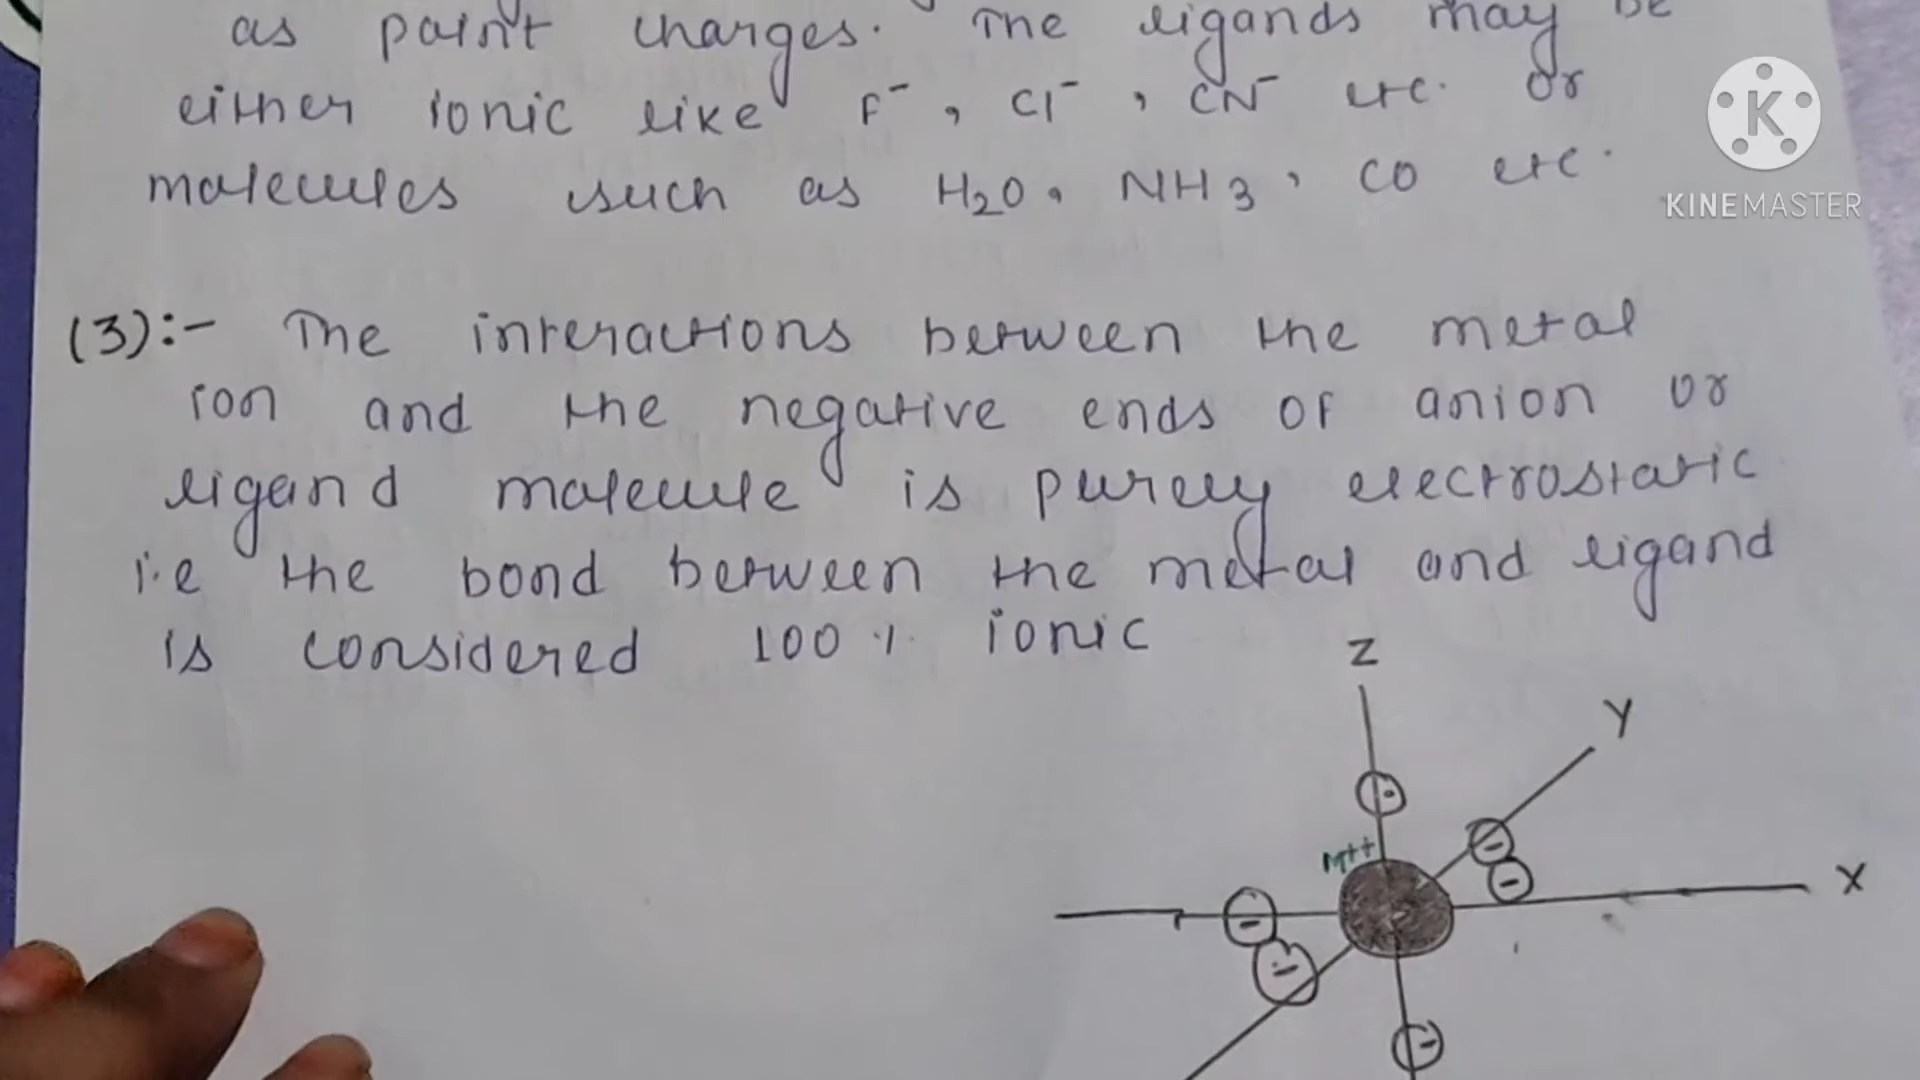 as point charges. The ligands may be
either ionic like F⁻, Cl⁻, CN⁻ etc. or
molecules such as H₂O, NH₃, CO etc.
K
KINEMASTER
(3):- The interactions between the metal
ion and the negative ends of anion or
ligand molecule is purely electrostatic
i.e the bond between the metal and ligand
is considered 100% ionic
Z
Y
M++
X